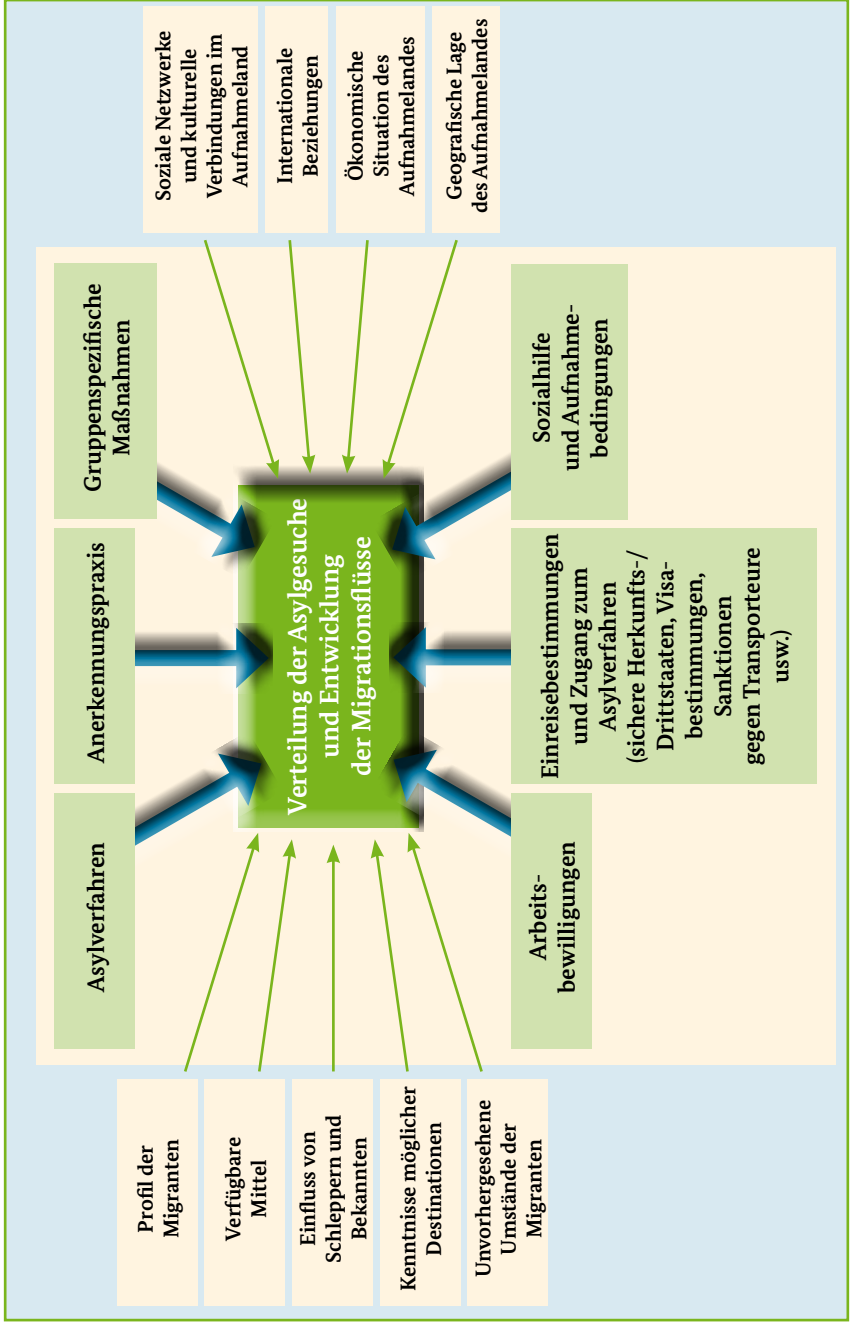 Asylverfahren
Anerkennungspraxis
Gruppenspezifische
Maßnahmen
Profil der
Migranten
Verfügbare
Mittel
Einfluss von
Schleppern und
Bekannten
Kenntnisse möglicher
Destinationen
Unvorhergesehene
Umstände der
Migranten
Verteilung der Asylgesuche
und Entwicklung
der Migrationsflüsse
Soziale Netzwerke
und kulturelle
Verbindungen im
Aufnahmeland
Internationale
Beziehungen
Ökonomische
Situation des
Aufnahmelandes
Geografische Lage
des Aufnahmelandes
Arbeits-
bewilligungen
Einreisebestimmungen
und Zugang zum
Asylverfahren
(sichere Herkunfts-/
Drittstaaten, Visa-
bestimmungen,
Sanktionen
gegen Transporteure
usw.)
Sozialhilfe
und Aufnahme-
bedingungen